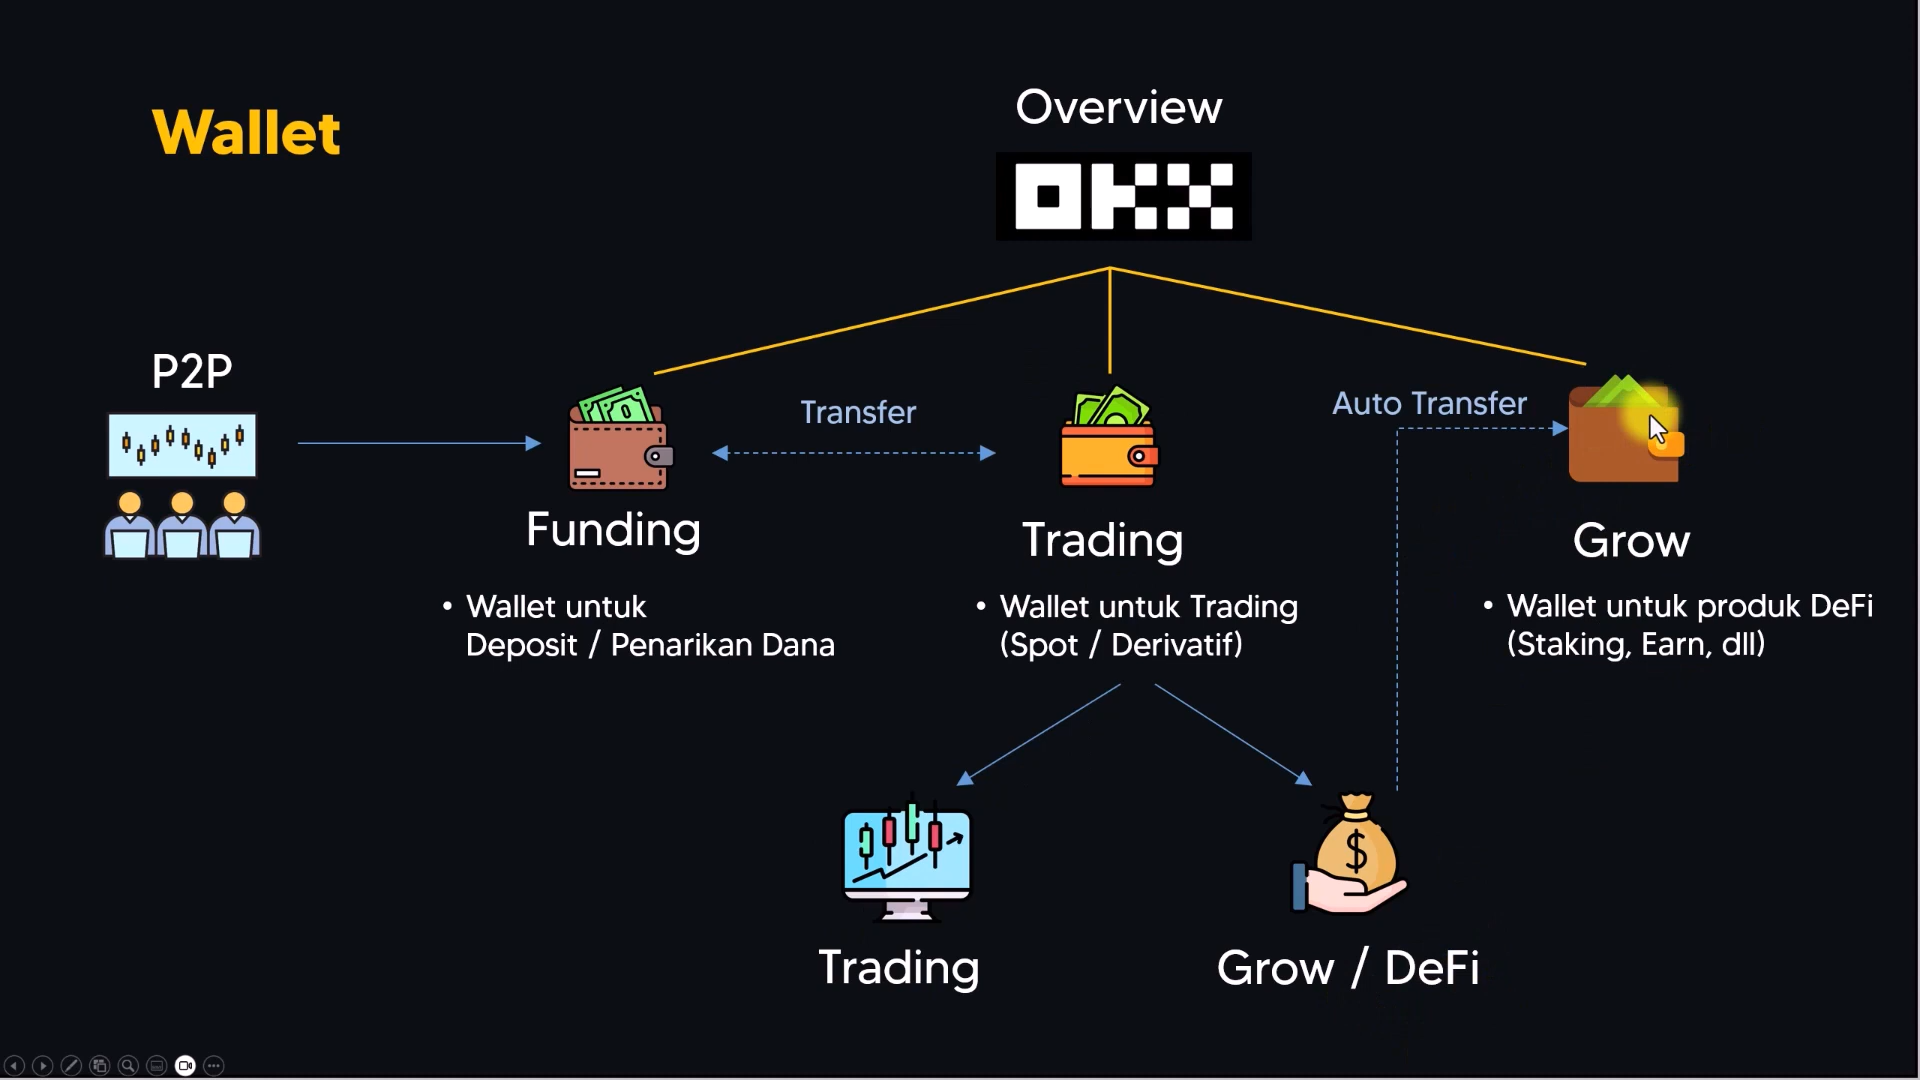 Wallet
Overview
OKX
P2P
Transfer
Auto Transfer
Funding
Trading
Grow
• Wallet untuk
Deposit / Penarikan Dana
• Wallet untuk Trading
(Spot / Derivatif)
• Wallet untuk produk DeFi
(Staking, Earn, dll)
$
Trading
Grow / DeFi